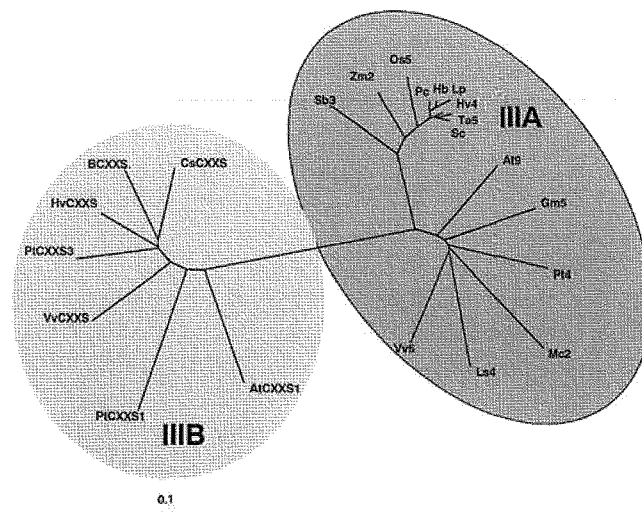 Os5
Zm2
Pc Hb Lp
Sb3
Hv4
Ta5
Sc
IIIA
At9
Gm5
Pt4
Mc2
Ls4
Vv5
BCXXS
CsCXXS
HvCXXS
PtCXXS3
VvCXXS
PtCXXS1
AtCXXS1
IIIB
0.1